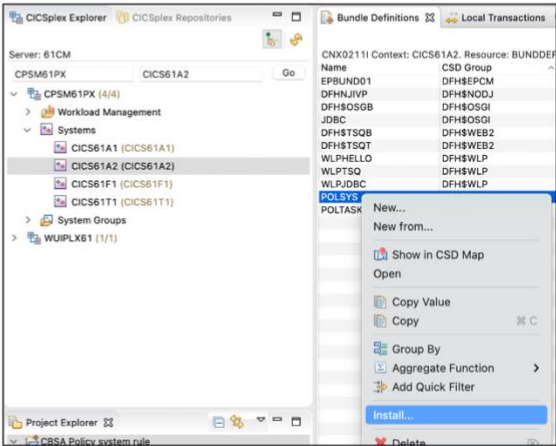 CICSplex Explorer CICSplex Repositories
Server: 61CM
CPSM61PX CICS61A2 Go
CPSM61PX (4/4)
Workload Management
Systems
CICS61A1 (CICS61A1)
CICS61A2 (CICS61A2)
CICS61F1 (CICS61F1)
CICS61T1 (CICS61T1)
System Groups
WUIPLX61 (1/1)
Project Explorer
CBSA Policy system rule
Bundle Definitions Local Transactions
CNX0211I Context: CICS61A2. Resource: BUNDDEF
Name CSD Group
EPBUND01 DFH$EPCM
DFHNJIVP DFH$NODJ
DFH$OSGB DFH$OSGI
JDBC DFH$OSGI
DFH$TSQB DFH$WEB2
DFH$TSQT DFH$WEB2
WLPHELLO DFH$WLP
WLPTSQ DFH$WLP
WLPJDBC DFH$WLP
POLSYS
POLTASK
New...
New from...
Show in CSD Map
Open
Copy Value
Copy ⌘ C
Group By
Aggregate Function
Add Quick Filter
Install...
Delete